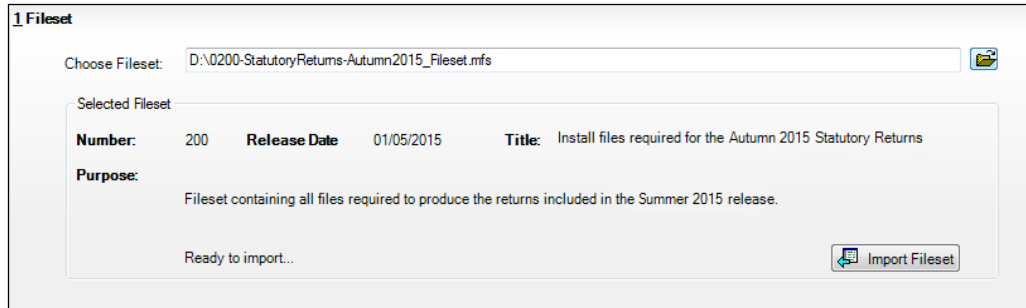 1 Fileset
Choose Fileset: D:\0200-StatutoryReturns-Autumn2015_Fileset.mfs
Selected Fileset
Number: 200 Release Date 01/05/2015 Title: Install files required for the Autumn 2015 Statutory Returns
Purpose:
Fileset containing all files required to produce the returns included in the Summer 2015 release.
Ready to import... Import Fileset